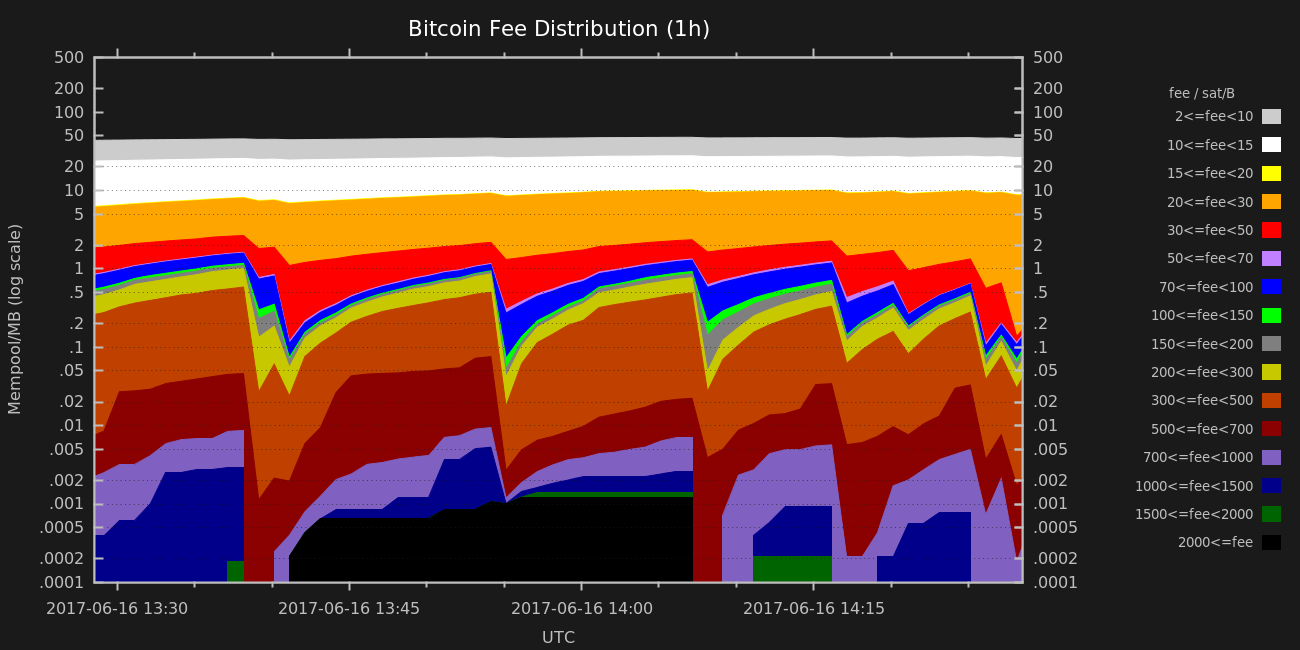 Bitcoin Fee Distribution (1h)
500
200
100
50
20
10
5
2
1
.5
.2
.1
.05
.02
.01
.005
.002
.001
.0005
.0002
.0001
Mempool/MB (log scale)
500
200
100
50
20
10
5
2
1
.5
.2
.1
.05
.02
.01
.005
.002
.001
.0005
.0002
.0001
2017-06-16 13:30
2017-06-16 13:45
2017-06-16 14:00
2017-06-16 14:15
UTC
fee / sat/B
2<=fee<10
10<=fee<15
15<=fee<20
20<=fee<30
30<=fee<50
50<=fee<70
70<=fee<100
100<=fee<150
150<=fee<200
200<=fee<300
300<=fee<500
500<=fee<700
700<=fee<1000
1000<=fee<1500
1500<=fee<2000
2000<=fee